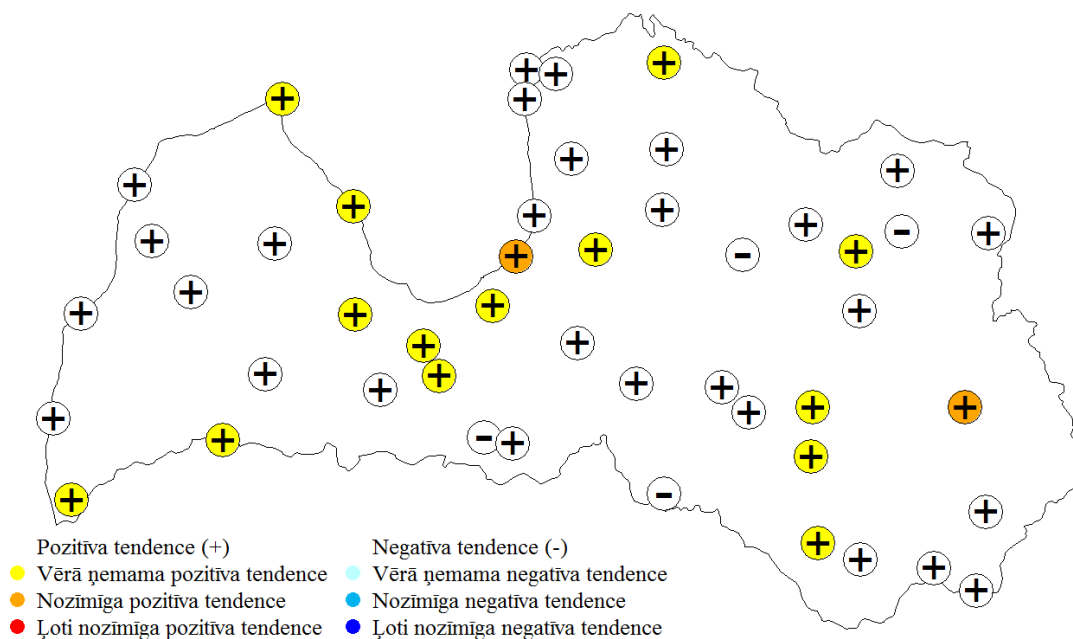 Pozitīva tendence (+)
Vērā ņemama pozitīva tendence
Nozīmīga pozitīva tendence
Ļoti nozīmīga pozitīva tendence
Negatīva tendence (-)
Vērā ņemama negatīva tendence
Nozīmīga negatīva tendence
Ļoti nozīmīga negatīva tendence